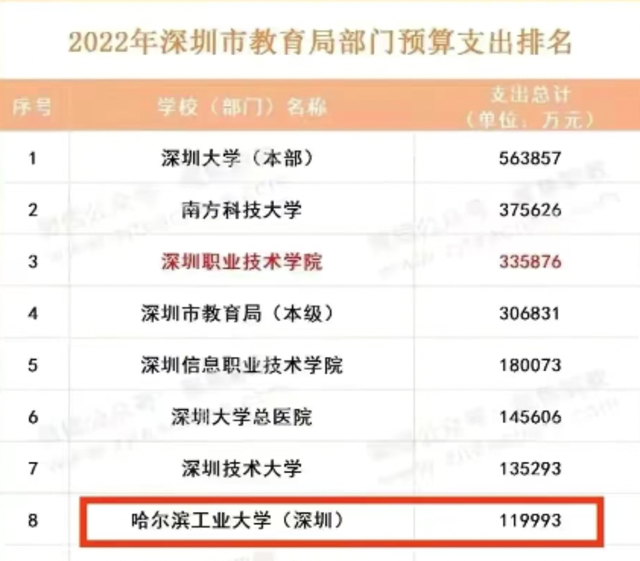 2022年深圳市教育局部门预算支出排名
序号 学校（部门）名称 支出总计
（单位：万元）
1 深圳大学（本部） 563857
2 南方科技大学 375626
3 深圳职业技术学院 335876
4 深圳市教育局（本级） 306831
5 深圳信息职业技术学院 180073
6 深圳大学总医院 145606
7 深圳技术大学 135293
8 哈尔滨工业大学（深圳） 119993